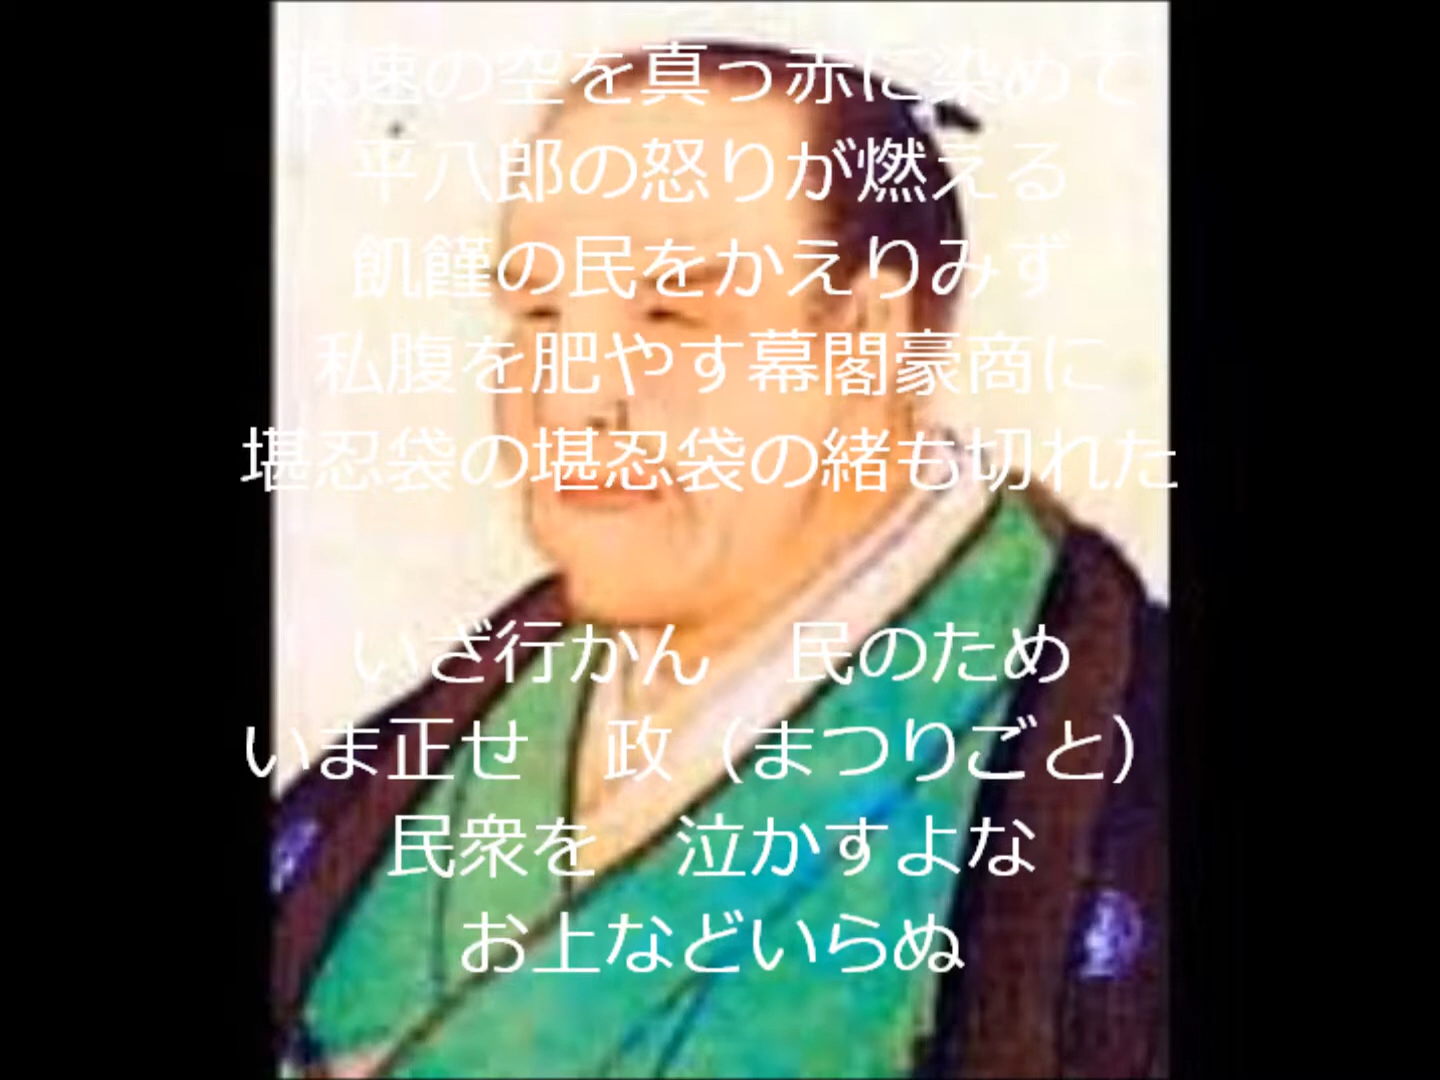 浪速の空を真っ赤に染めて
平八郎の怒りが燃える
飢饉の民をかえりみず
私腹を肥やす幕閣豪商に
堪忍袋の堪忍袋の緒も切れた
いざ行かん　民のため
いま正せ　政（まつりごと）
民衆を　泣かすよな
お上などいらぬ